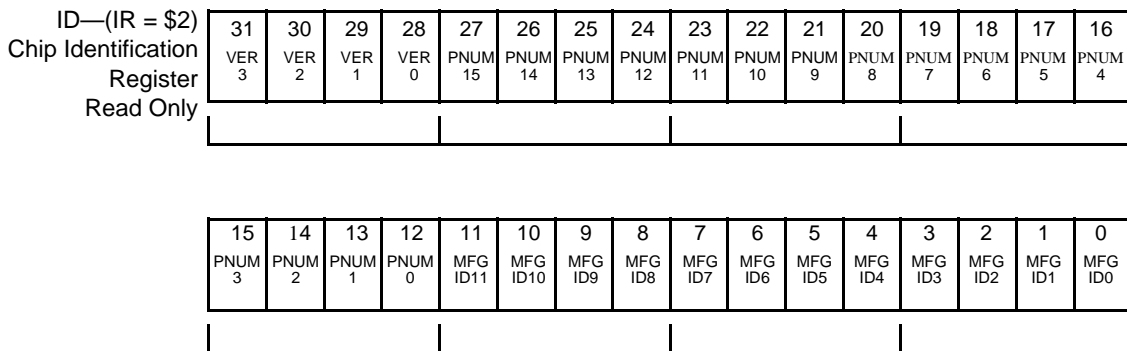 ID—(IR = $2)
Chip Identification
Register
Read Only
31 30 29 28 27 26 25 24 23 22 21 20 19 18 17 16
VER VER VER VER PNUM PNUM PNUM PNUM PNUM PNUM PNUM PNUM PNUM PNUM PNUM PNUM
3 2 1 0 15 14 13 12 11 10 9 8 7 6 5 4
15 14 13 12 11 10 9 8 7 6 5 4 3 2 1 0
PNUM PNUM PNUM PNUM MFG MFG MFG MFG MFG MFG MFG MFG MFG MFG MFG MFG
3 2 1 0 ID11 ID10 ID9 ID8 ID7 ID6 ID5 ID4 ID3 ID2 ID1 ID0